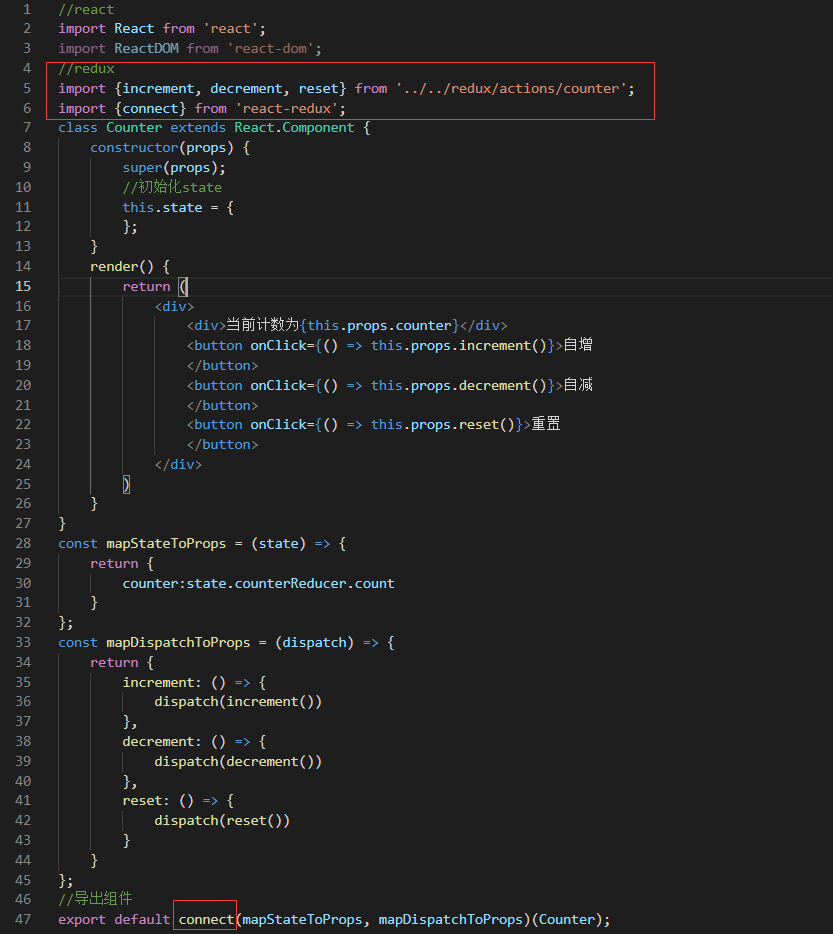 1 //react
2 import React from 'react';
3 import ReactDOM from 'react-dom';
4 //redux
5 import {increment, decrement, reset} from '../../redux/actions/counter';
6 import {connect} from 'react-redux';
7 class Counter extends React.Component {
8 constructor(props) {
9 super(props);
10 //初始化state
11 this.state = {
12 };
13 }
14 render() {
15 return (
16 <div>
17 <div>当前计数为{this.props.counter}</div>
18 <button onClick={() => this.props.increment()}>自增
19 </button>
20 <button onClick={() => this.props.decrement()}>自减
21 </button>
22 <button onClick={() => this.props.reset()}>重置
23 </button>
24 </div>
25 )
26 }
27 }
28 const mapStateToProps = (state) => {
29 return {
30 counter:state.counterReducer.count
31 }
32 };
33 const mapDispatchToProps = (dispatch) => {
34 return {
35 increment: () => {
36 dispatch(increment())
37 },
38 decrement: () => {
39 dispatch(decrement())
40 },
41 reset: () => {
42 dispatch(reset())
43 }
44 }
45 };
46 //导出组件
47 export default connect(mapStateToProps, mapDispatchToProps)(Counter);